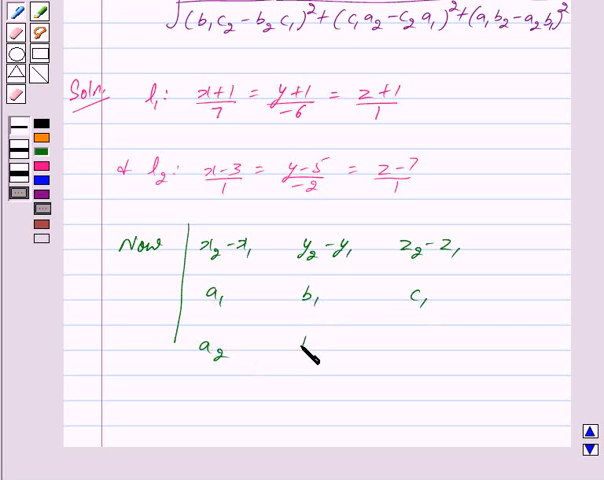 √(b₁c₂ − b₂c₁)² + (c₁a₂ − c₂a₁)² + (a₁b₂ − a₂b₁)²
Soln, l₁: (x+1)/7 = (y+1)/−6 = (z+1)/1
& l₂: (x−3)/1 = (y−5)/−2 = (z−7)/1
Now | x₂−x₁ y₂−y₁ z₂−z₁
a₁ b₁ c₁
a₂